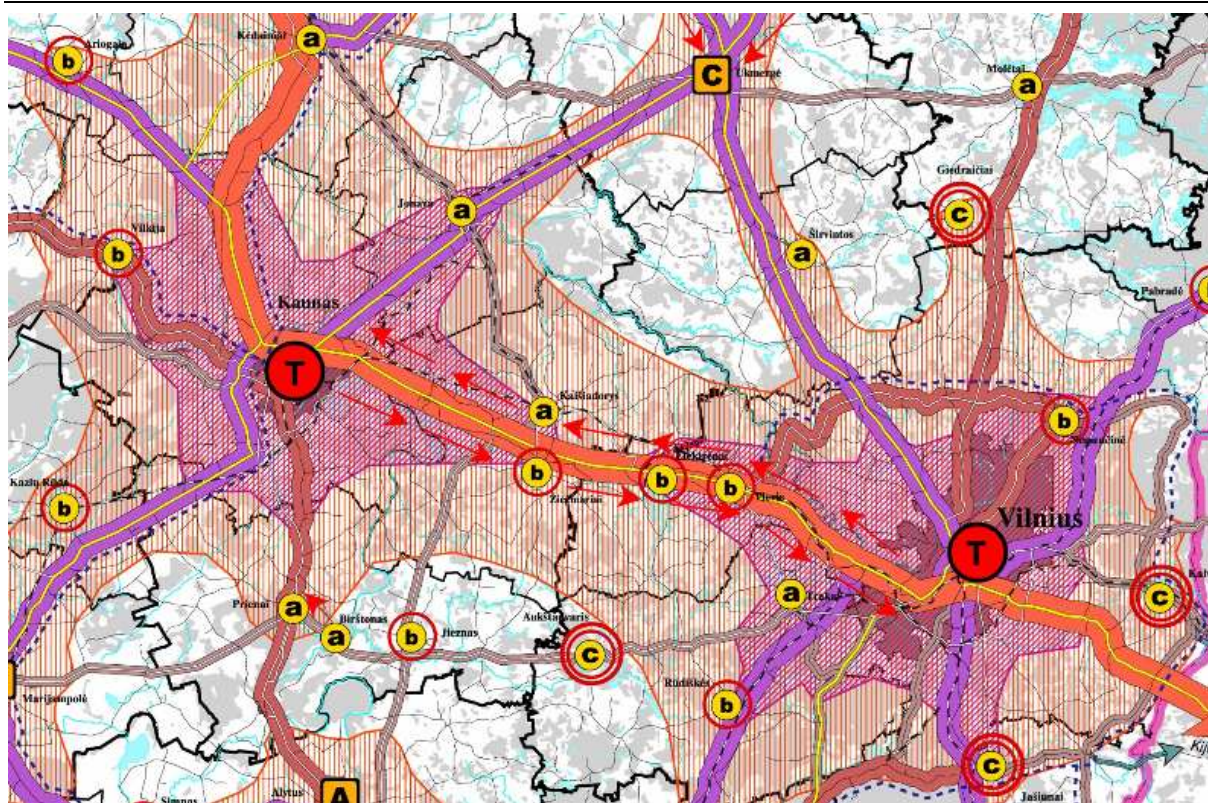 Ariogala
b
Kėdainiai
a
C
Ukmergė
Molėtai
a
Giedraičiai
c
Jonava
a
Širvintos
a
Vilkija
b
Pabradė
Kaunas
T
Kaišiadorys
a
b
Nemenčinė
Elektrėnai
b
b
Vievis
b
Žiežmariai
Kazlų Rūda
b
Vilnius
T
a
Trakai
c
Prienai
a
Birštonas
a
b
Jieznas
Aukštadvaris
c
Rūdiškės
b
Marijampolė
c
Jašiūnai
Simnas
Alytus
A